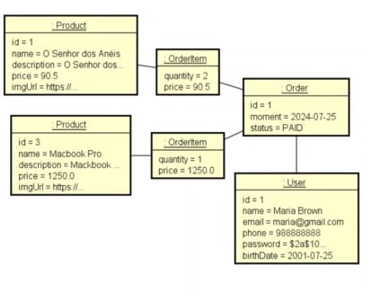 : Product
id = 1
name = O Senhor dos Anéis
description = O Senhor dos...
price = 90.5
imgUrl = https://...
: OrderItem
quantity = 2
price = 90.5
: Order
id = 1
moment = 2024-07-25
status = PAID
: Product
id = 3
name = Macbook Pro
description = Mackbook ...
price = 1250.0
imgUrl = https://...
: OrderItem
quantity = 1
price = 1250.0
: User
id = 1
name = Maria Brown
email = maria@gmail.com
phone = 988888888
password = $2a$10...
birthDate = 2001-07-25